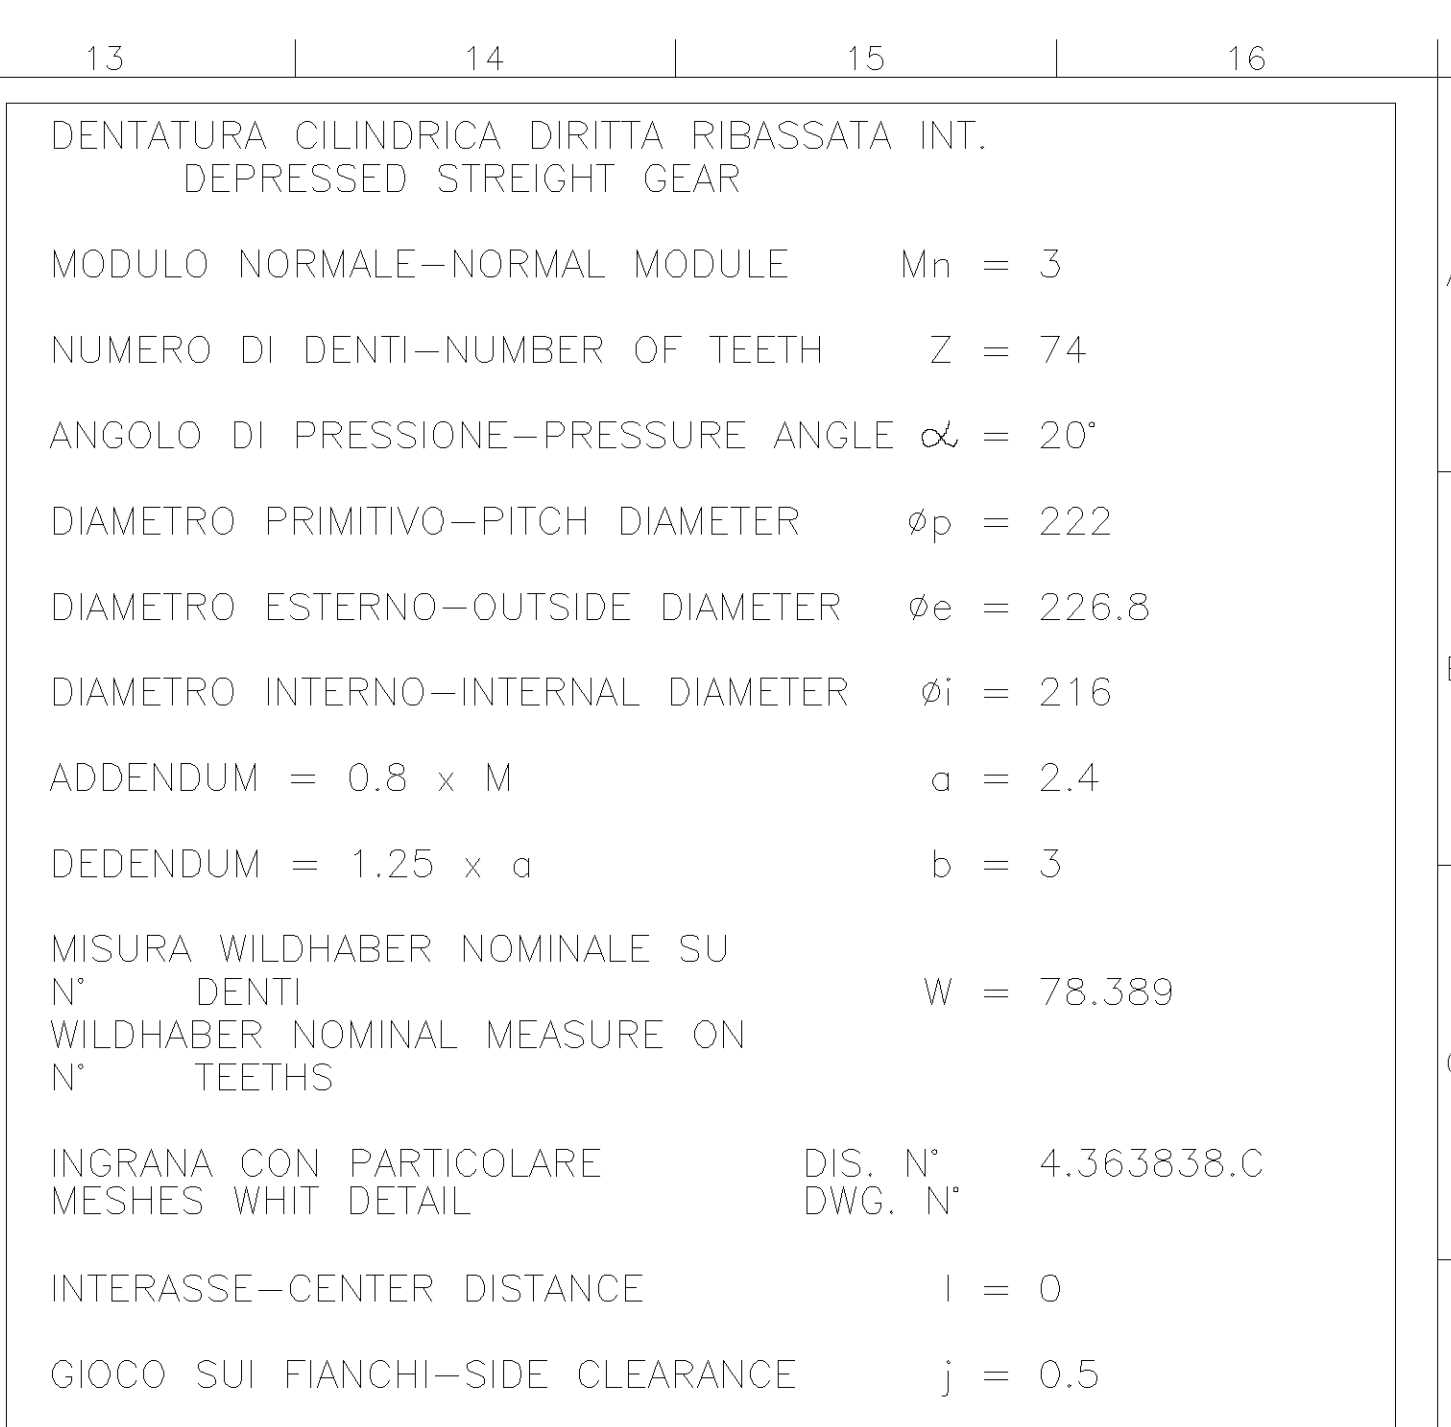 13 14 15 16
DENTATURA CILINDRICA DIRITTA RIBASSATA INT.
DEPRESSED STREIGHT GEAR
MODULO NORMALE-NORMAL MODULE Mn = 3
NUMERO DI DENTI-NUMBER OF TEETH Z = 74
ANGOLO DI PRESSIONE-PRESSURE ANGLE α = 20°
DIAMETRO PRIMITIVO-PITCH DIAMETER øp = 222
DIAMETRO ESTERNO-OUTSIDE DIAMETER øe = 226.8
DIAMETRO INTERNO-INTERNAL DIAMETER øi = 216
ADDENDUM = 0.8 x M a = 2.4
DEDENDUM = 1.25 x a b = 3
MISURA WILDHABER NOMINALE SU
N° DENTI W = 78.389
WILDHABER NOMINAL MEASURE ON
N° TEETHS
INGRANA CON PARTICOLARE DIS. N° 4.363838.C
MESHES WHIT DETAIL DWG. N°
INTERASSE-CENTER DISTANCE I = 0
GIOCO SUI FIANCHI-SIDE CLEARANCE j = 0.5